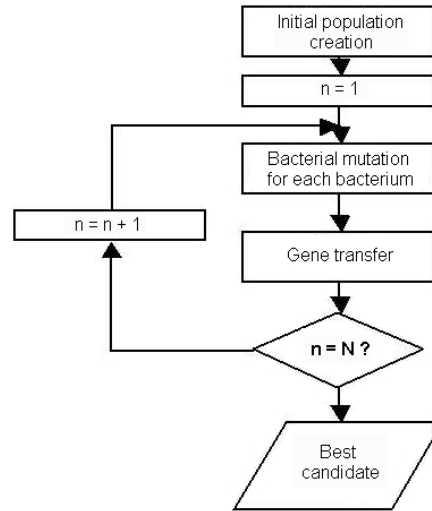 Initial population
creation
n = 1
Bacterial mutation
for each bacterium
n = n + 1
Gene transfer
n = N ?
Best
candidate